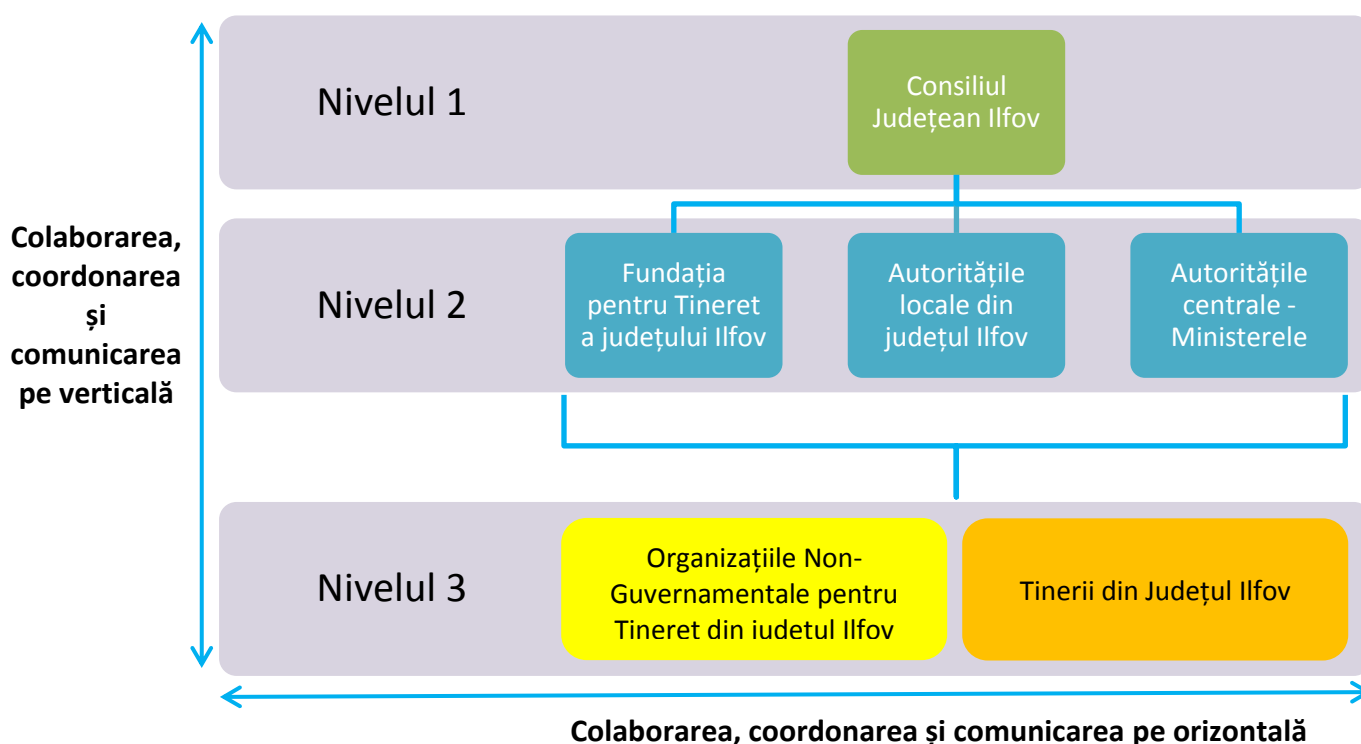 Nivelul 1
Consiliul
Județean Ilfov
Colaborarea,
coordonarea
și
comunicarea
pe verticală
Nivelul 2
Fundația
pentru Tineret
a județului Ilfov
Autoritățile
locale din
județul Ilfov
Autoritățile
centrale -
Ministerele
Nivelul 3
Organizațiile Non-
Guvernamentale pentru
Tineret din iudetul Ilfov
Tinerii din Județul Ilfov
Colaborarea, coordonarea și comunicarea pe orizontală